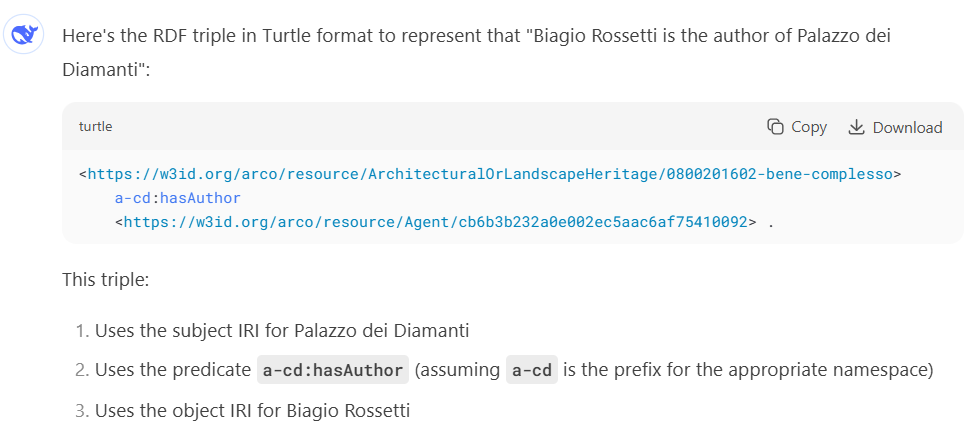 Here's the RDF triple in Turtle format to represent that "Biagio Rossetti is the author of Palazzo dei
Diamanti":
turtle
Copy
Download
<https://w3id.org/arco/resource/ArchitecturalOrLandscapeHeritage/0800201602-bene-complesso>
a-cd:hasAuthor
<https://w3id.org/arco/resource/Agent/cb6b3b232a0e002ec5aac6af75410092> .
This triple:
1. Uses the subject IRI for Palazzo dei Diamanti
2. Uses the predicate a-cd:hasAuthor (assuming a-cd is the prefix for the appropriate namespace)
3. Uses the object IRI for Biagio Rossetti